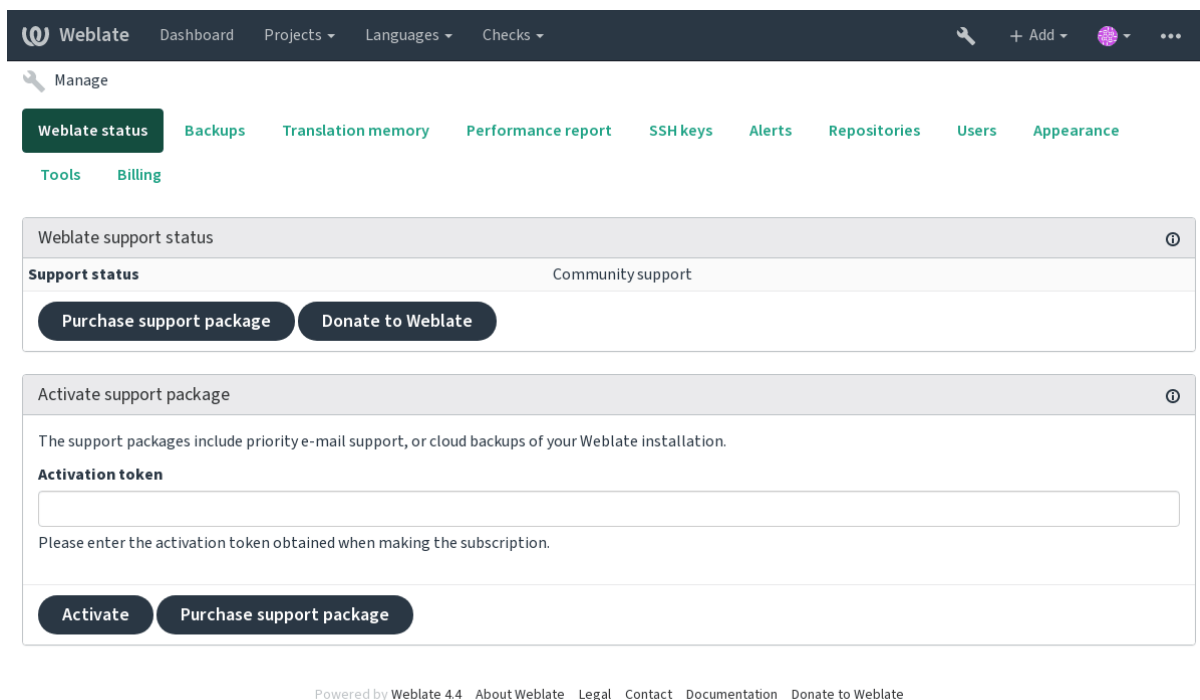 Weblate Dashboard Projects Languages Checks + Add
Manage
Weblate status Backups Translation memory Performance report SSH keys Alerts Repositories Users Appearance
Tools Billing
Weblate support status
Support status Community support
Purchase support package Donate to Weblate
Activate support package
The support packages include priority e-mail support, or cloud backups of your Weblate installation.
Activation token
Please enter the activation token obtained when making the subscription.
Activate Purchase support package
Powered by Weblate 4.4 About Weblate Legal Contact Documentation Donate to Weblate